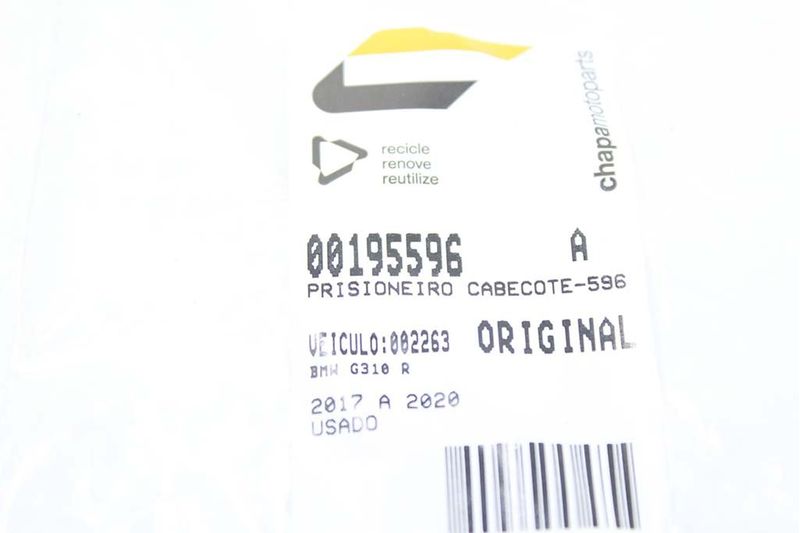 recicle
renove
reutilize
chapamotoparts
00195596 A
PRISIONEIRO CABECOTE-596
VEICULO:002263 ORIGINAL
BMW G310 R
2017 A 2020
USADO